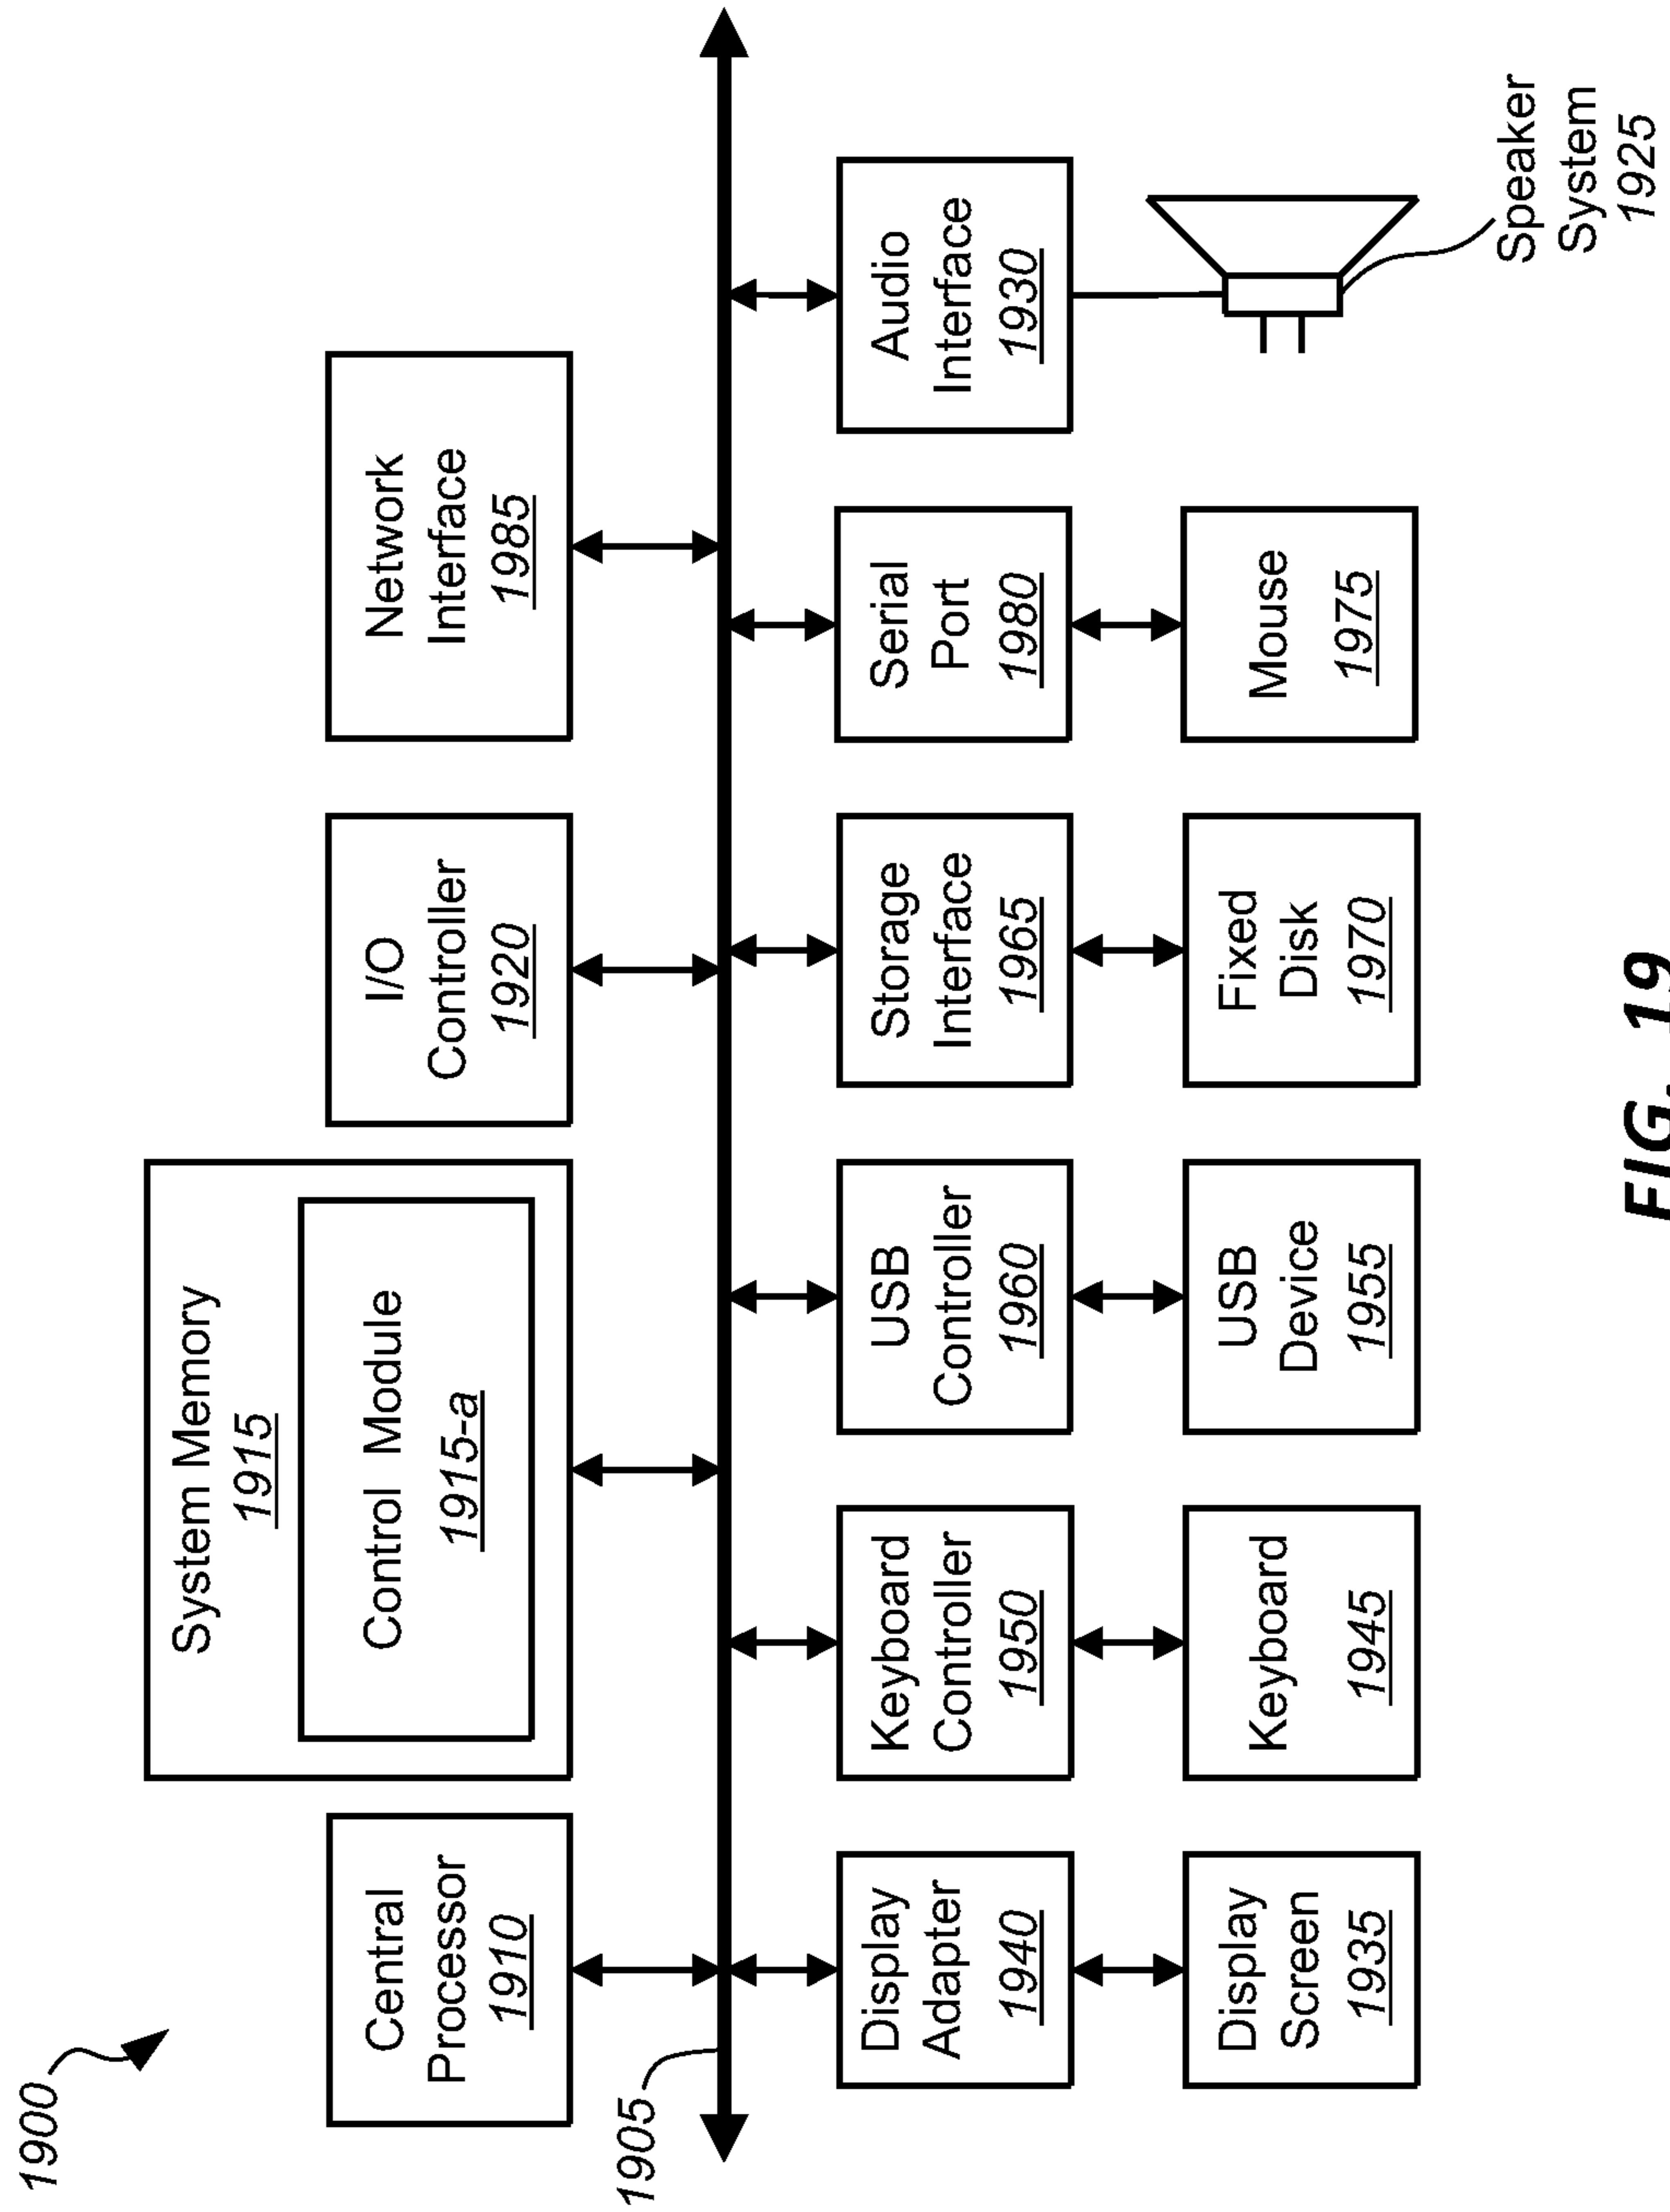 1900
System Memory
1915
Control Module
1915-a
Central
Processor
1910
I/O
Controller
1920
Network
Interface
1985
1905
Display
Adapter
1940
Keyboard
Controller
1950
USB
Controller
1960
Storage
Interface
1965
Serial
Port
1980
Audio
Interface
1930
Display
Screen
1935
Keyboard
1945
USB
Device
1955
Fixed
Disk
1970
Mouse
1975
Speaker
System
1925
FIG. 19